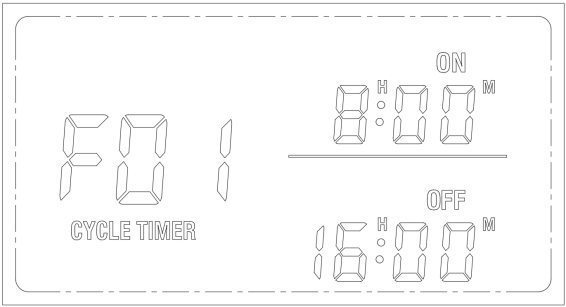 ON
8:00 H M
F01
CYCLE TIMER
OFF
16:00 H M